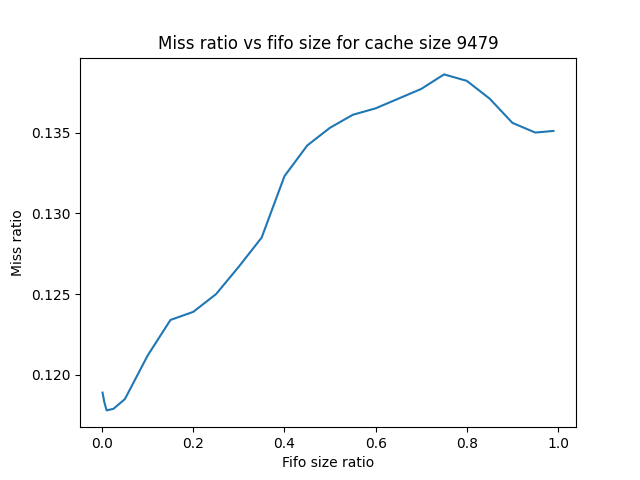 Miss ratio vs fifo size for cache size 9479
Miss ratio
0.135
0.130
0.125
0.120
0.0 0.2 0.4 0.6 0.8 1.0
Fifo size ratio